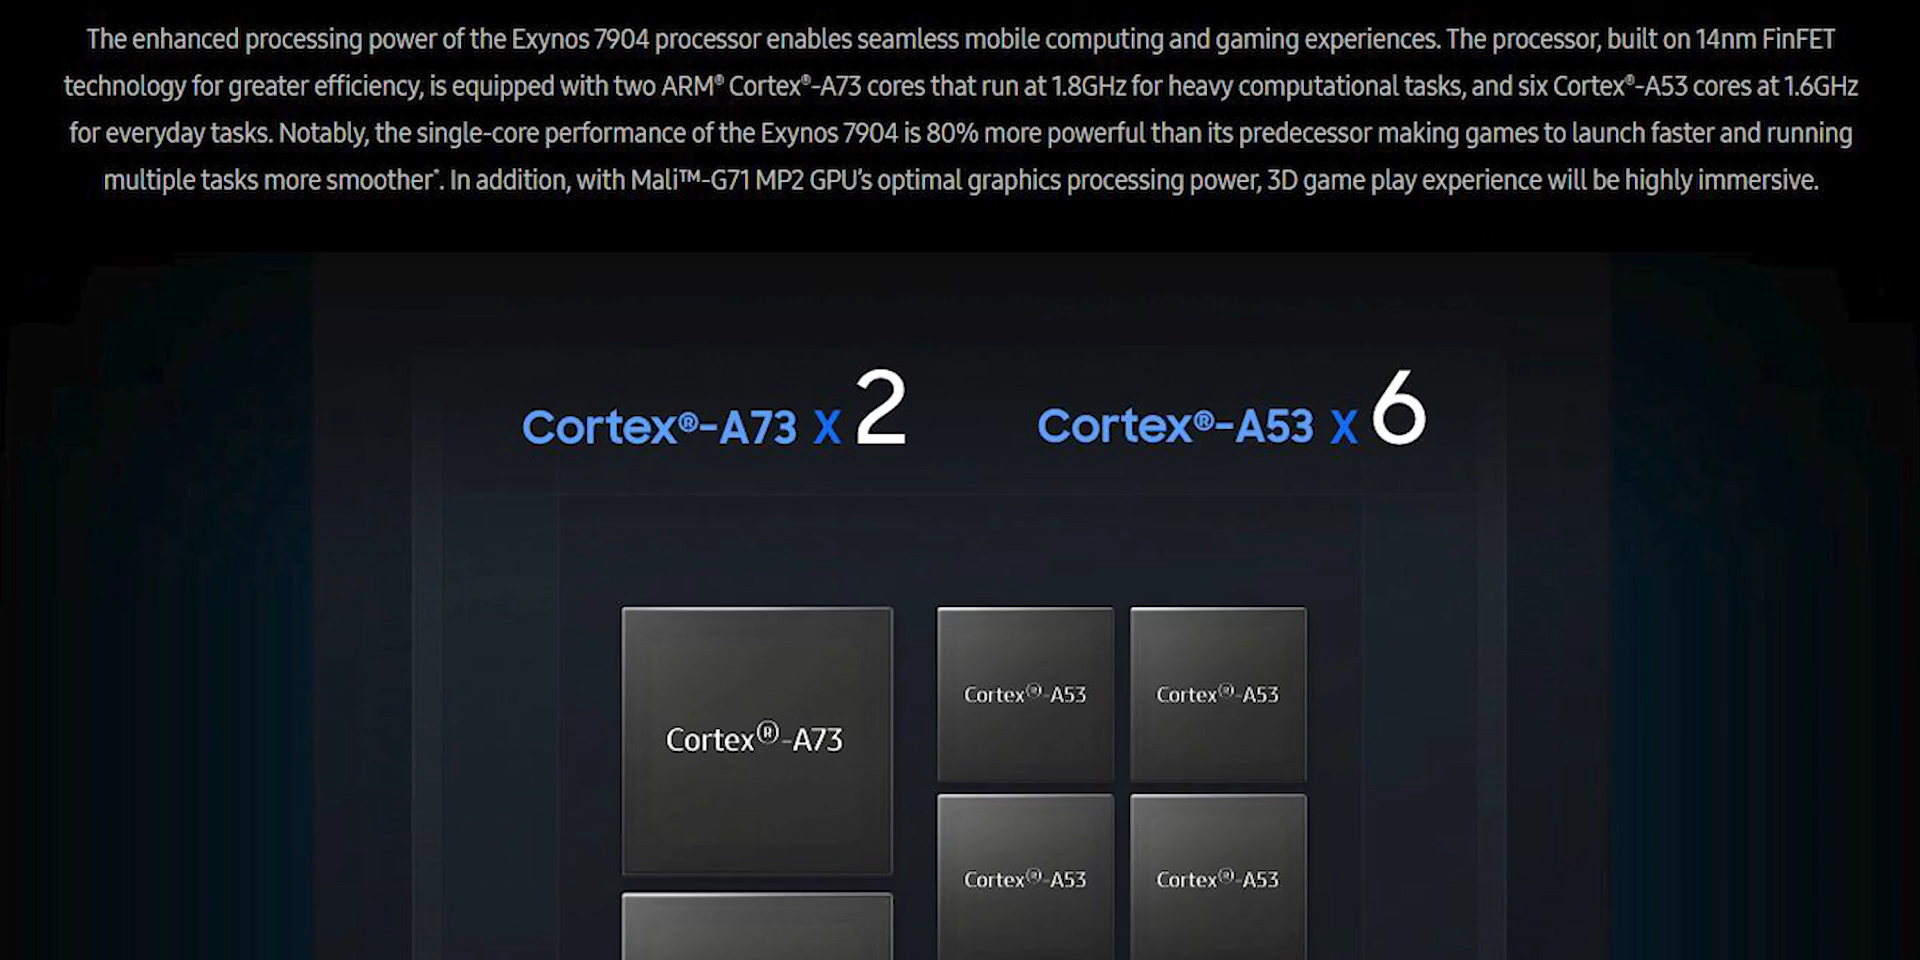 The enhanced processing power of the Exynos 7904 processor enables seamless mobile computing and gaming experiences. The processor, built on 14nm FinFET
technology for greater efficiency, is equipped with two ARM® Cortex®-A73 cores that run at 1.8GHz for heavy computational tasks, and six Cortex®-A53 cores at 1.6GHz
for everyday tasks. Notably, the single-core performance of the Exynos 7904 is 80% more powerful than its predecessor making games to launch faster and running
multiple tasks more smoother*. In addition, with Mali™-G71 MP2 GPU’s optimal graphics processing power, 3D game play experience will be highly immersive.
Cortex®-A73 x 2
Cortex®-A53 x 6
Cortex®-A73
Cortex®-A53
Cortex®-A53
Cortex®-A53
Cortex®-A53